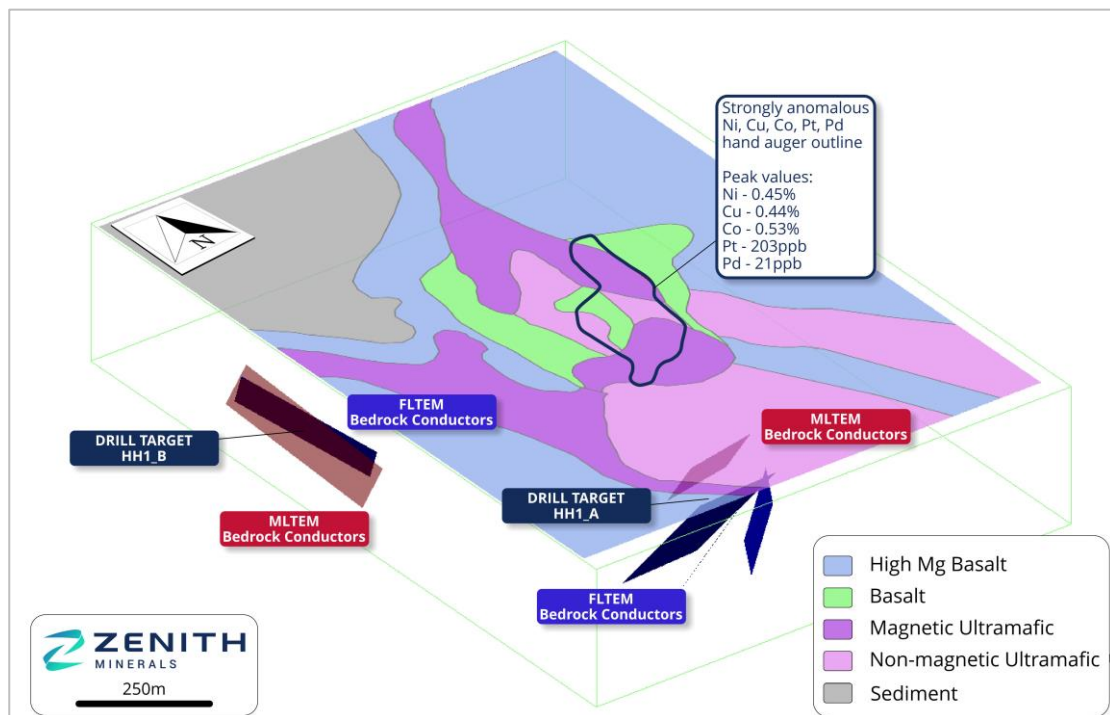 Strongly anomalous
Ni, Cu, Co, Pt, Pd
hand auger outline
Peak values:
Ni - 0.45%
Cu - 0.44%
Co - 0.53%
Pt - 203ppb
Pd - 21ppb
N
FLTEM
Bedrock Conductors
MLTEM
Bedrock Conductors
DRILL TARGET
HH1_B
DRILL TARGET
HH1_A
MLTEM
Bedrock Conductors
FLTEM
Bedrock Conductors
High Mg Basalt
Basalt
Magnetic Ultramafic
Non-magnetic Ultramafic
Sediment
ZENITH
MINERALS
250m